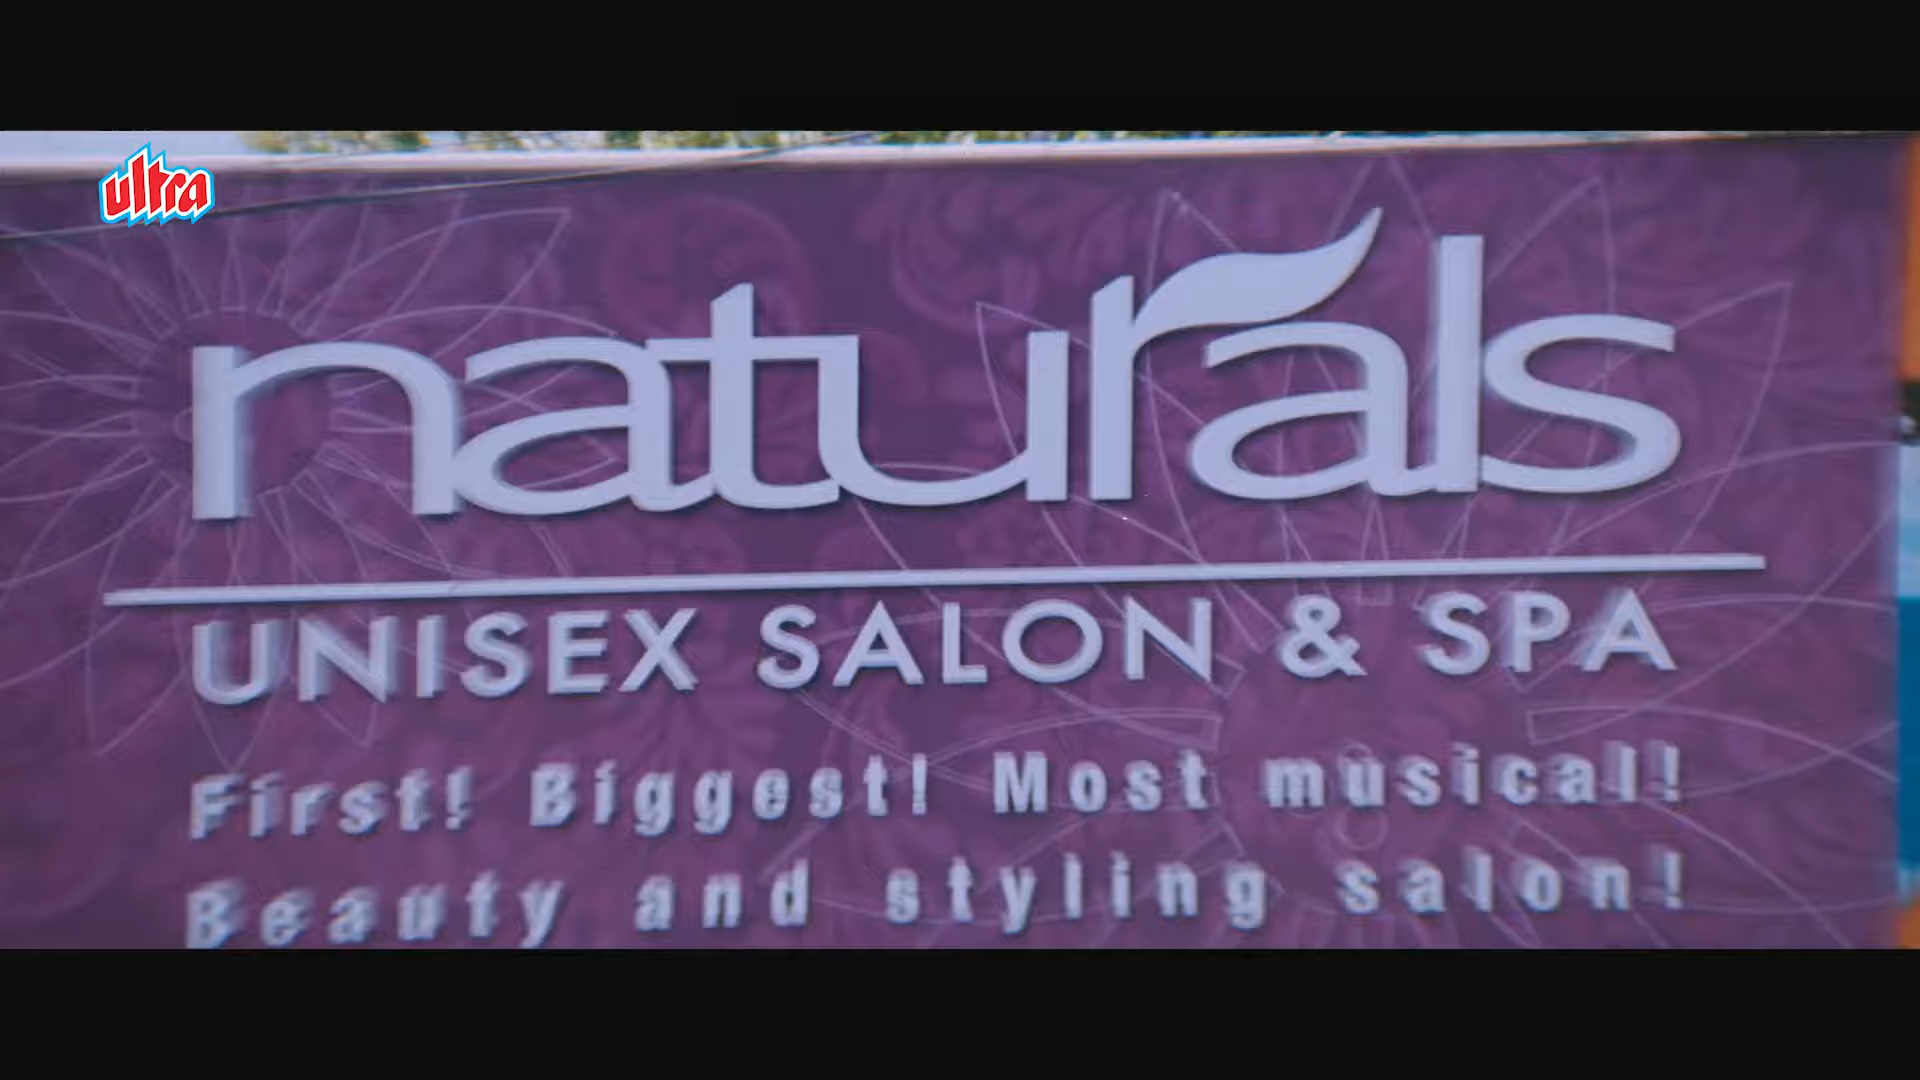 ultra
naturals
UNISEX SALON & SPA
First! Biggest! Most musical!
Beauty and styling salon!